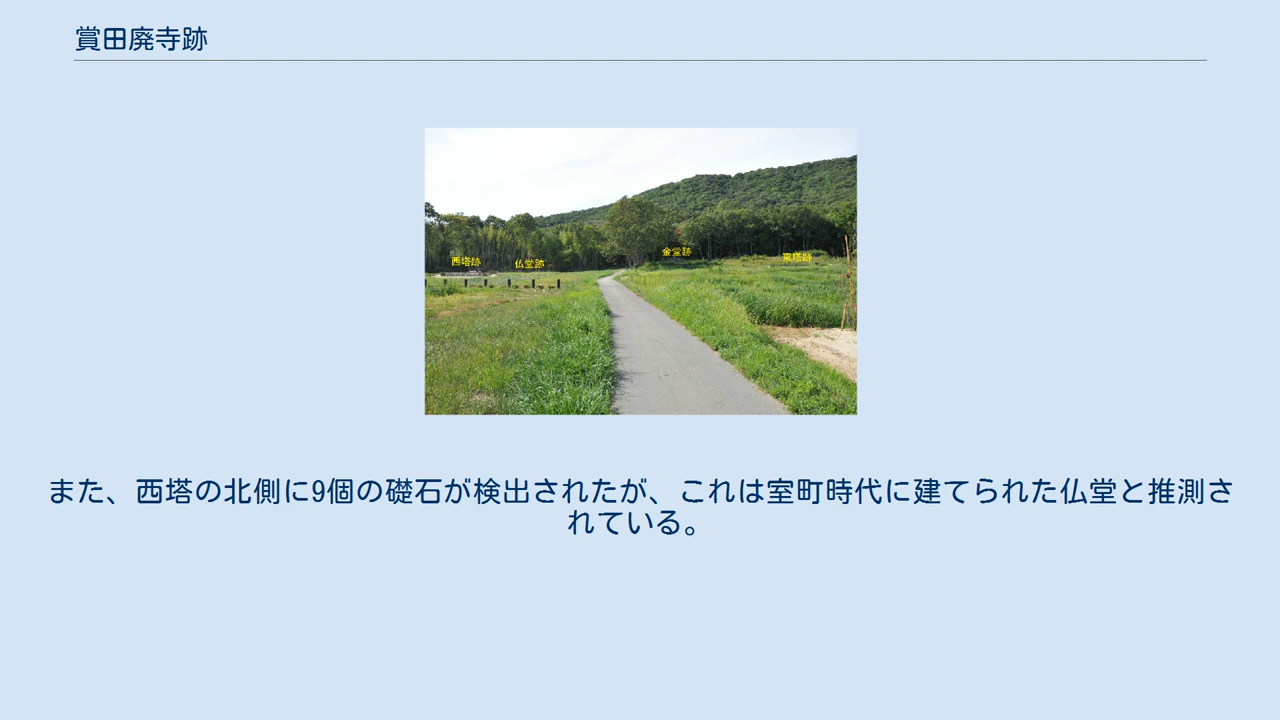 賞田廃寺跡
西塔跡
仏堂跡
金堂跡
東塔跡
また、西塔の北側に9個の礎石が検出されたが、これは室町時代に建てられた仏堂と推測さ
れている。